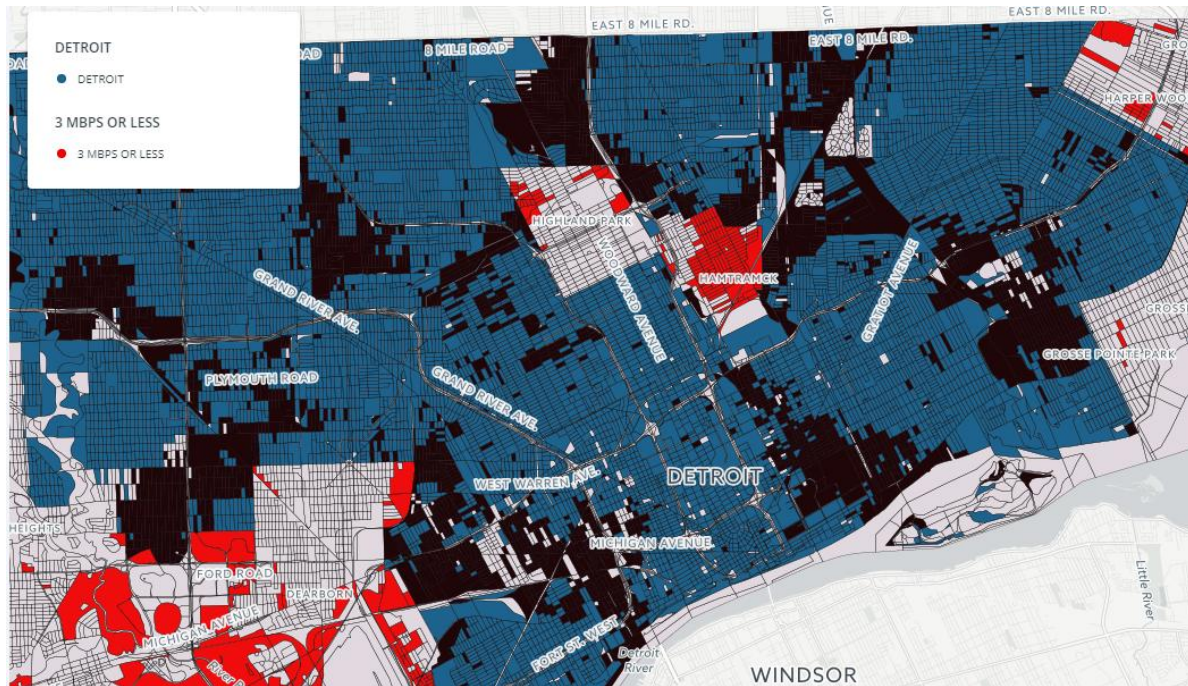 DETROIT
DETROIT
3 MBPS OR LESS
3 MBPS OR LESS
EAST 8 MILE RD.
EAST 8 MILE RD.
8 MILE ROAD
EAST 8 MILE RD.
HARPER WOO
HIGHLAND PARK
WOODWARD AVENUE
HAMTRAMCK
GRATIOT AVENUE
GRAND RIVER AVE.
GROSSE
GROSSE POINTE PARK
PLYMOUTH ROAD
GRAND RIVER AVE.
DETROIT
WEST WARREN AVE.
HEIGHTS
MICHIGAN AVENUE
FORD ROAD
DEARBORN
MICHIGAN AVENUE
FORT ST. WEST
Little River
Detroit
River
River
WINDSOR